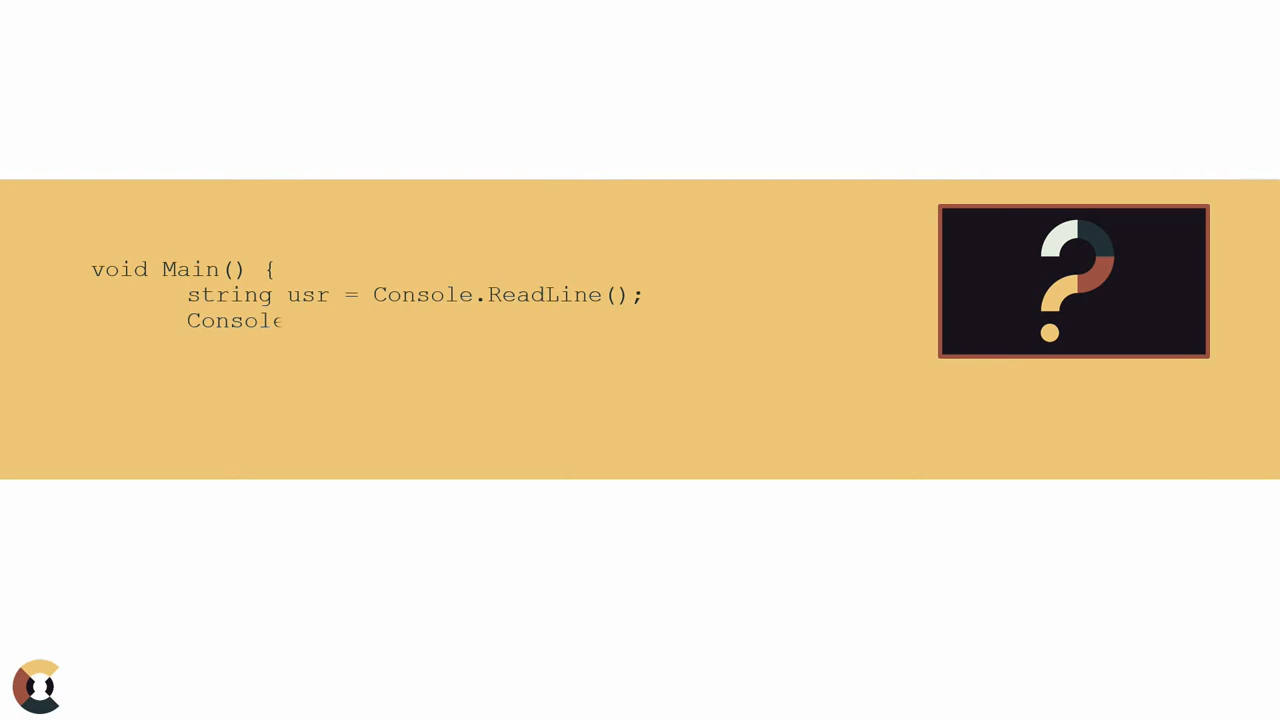 void Main() {
string usr = Console.ReadLine();
Console